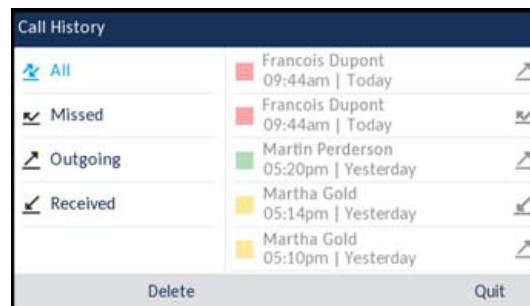 Call History
All
Missed
Outgoing
Received
Francois Dupont
09:44am | Today
Francois Dupont
09:44am | Today
Martin Perderson
05:20pm | Yesterday
Martha Gold
05:14pm | Yesterday
Martha Gold
05:10pm | Yesterday
Delete
Quit